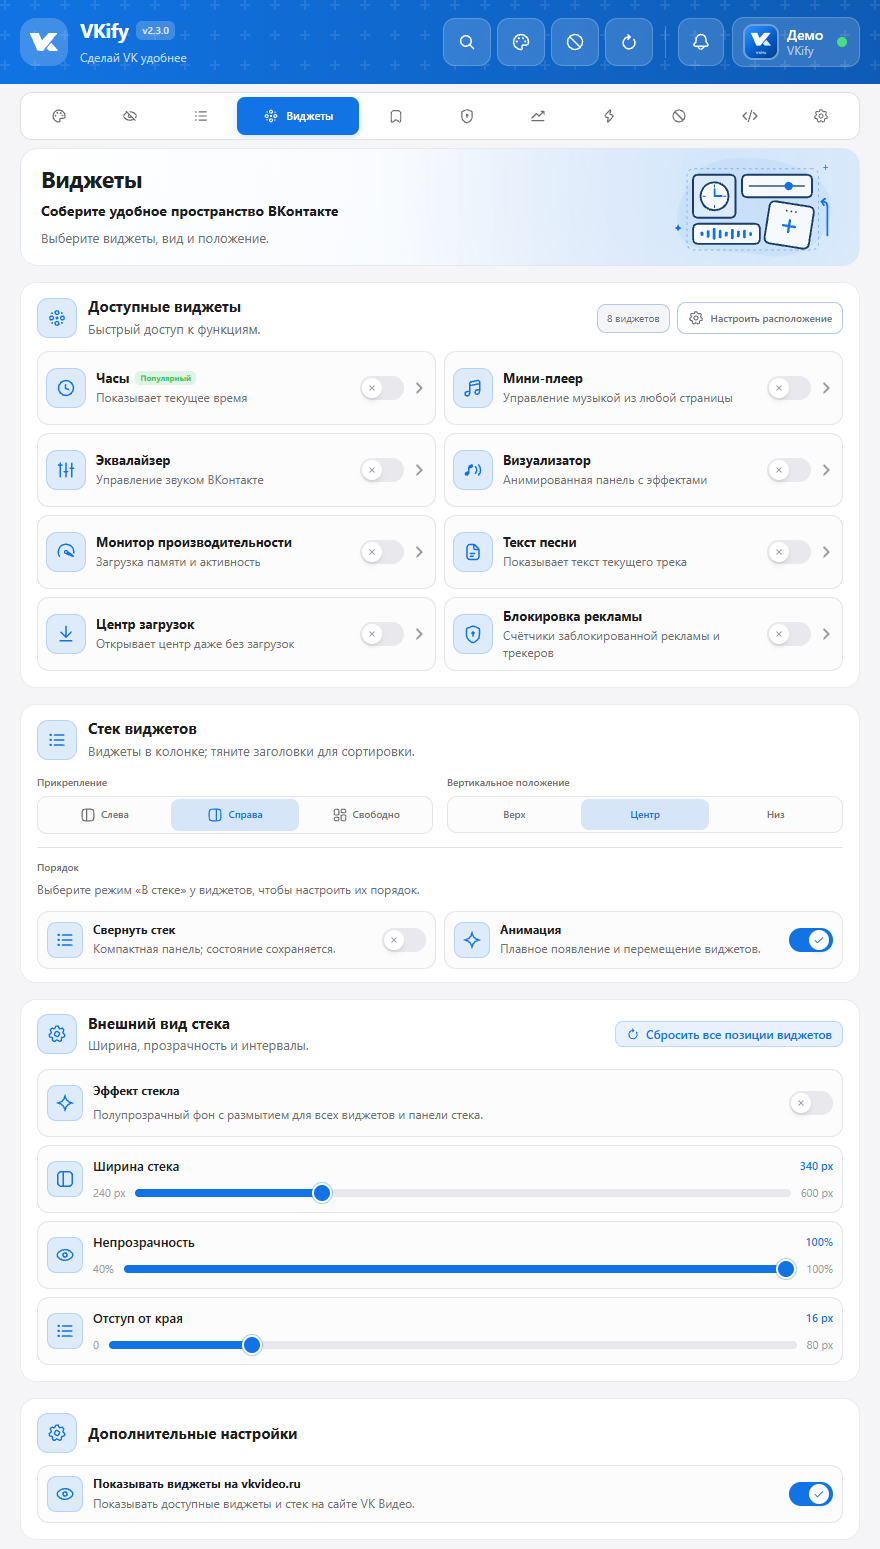 VKify v2.3.0
Сделай VK удобнее
Демо
VKify
Виджеты
Виджеты
Соберите удобное пространство ВКонтакте
Выберите виджеты, вид и положение.
Доступные виджеты
Быстрый доступ к функциям.
8 виджетов
Настроить расположение
Часы Популярный
Показывает текущее время
Мини-плеер
Управление музыкой из любой страницы
Эквалайзер
Управление звуком ВКонтакте
Визуализатор
Анимированная панель с эффектами
Монитор производительности
Загрузка памяти и активность
Текст песни
Показывает текст текущего трека
Центр загрузок
Открывает центр даже без загрузок
Блокировка рекламы
Счётчики заблокированной рекламы и
трекеров
Стек виджетов
Виджеты в колонке; тяните заголовки для сортировки.
Прикрепление
Слева Справа Свободно
Вертикальное положение
Верх Центр Низ
Порядок
Выберите режим «В стеке» у виджетов, чтобы настроить их порядок.
Свернуть стек
Компактная панель; состояние сохраняется.
Анимация
Плавное появление и перемещение виджетов.
Внешний вид стека
Ширина, прозрачность и интервалы.
Сбросить все позиции виджетов
Эффект стекла
Полупрозрачный фон с размытием для всех виджетов и панели стека.
Ширина стека 340 px
240 px 600 px
Непрозрачность 100%
40% 100%
Отступ от края 16 px
0 80 px
Дополнительные настройки
Показывать виджеты на vkvideo.ru
Показывать доступные виджеты и стек на сайте VK Видео.